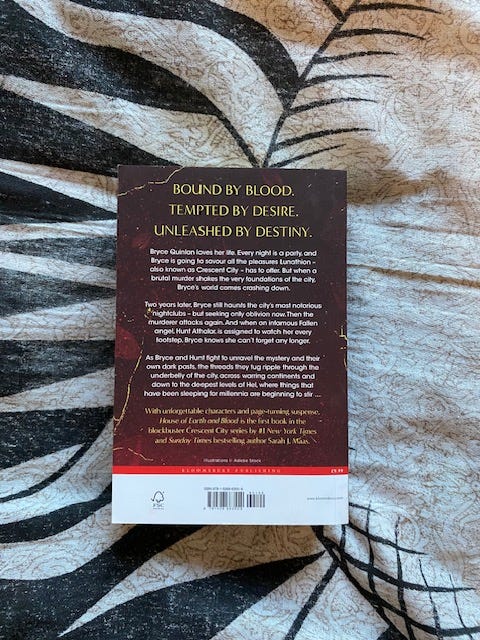 BOUND BY BLOOD.
TEMPTED BY DESIRE.
UNLEASHED BY DESTINY.
Bryce Quinlan loves her life. Every night is a party, and
Bryce is going to savour all the pleasures Lunathion –
also known as Crescent City – has to offer. But when a
brutal murder shakes the very foundations of the city,
Bryce's world comes crashing down.
Two years later, Bryce still haunts the city's most notorious
nightclubs – but seeking only oblivion now. Then the
murderer attacks again. And when an infamous Fallen
angel, Hunt Athalar, is assigned to watch her every
footstep, Bryce knows she can't forget any longer.
As Bryce and Hunt fight to unravel the mystery and their
own dark pasts, the threads they tug ripple through the
underbelly of the city, across warring continents and
down to the deepest levels of Hel, where things that
have been sleeping for millennia are beginning to stir ...
With unforgettable characters and page-turning suspense,
House of Earth and Blood is the first book in the
blockbuster Crescent City series by #1 New York Times
and Sunday Times bestselling author Sarah J. Maas.
Illustrations © Adobe Stock
BLOOMSBURY PUBLISHING
£9.99
www.bloomsbury.com
FSC